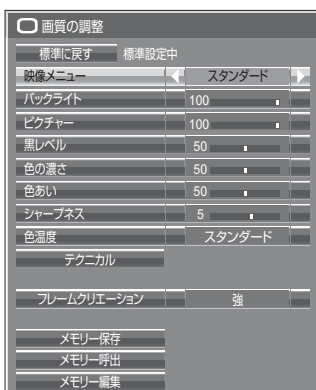 画質の調整
標準に戻す 標準設定中
映像メニュー スタンダード
バックライト 100
ピクチャー 100
黒レベル 50
色の濃さ 50
色あい 50
シャープネス 5
色温度 スタンダード
テクニカル
フレームクリエーション 強
メモリー保存
メモリー呼出
メモリー編集